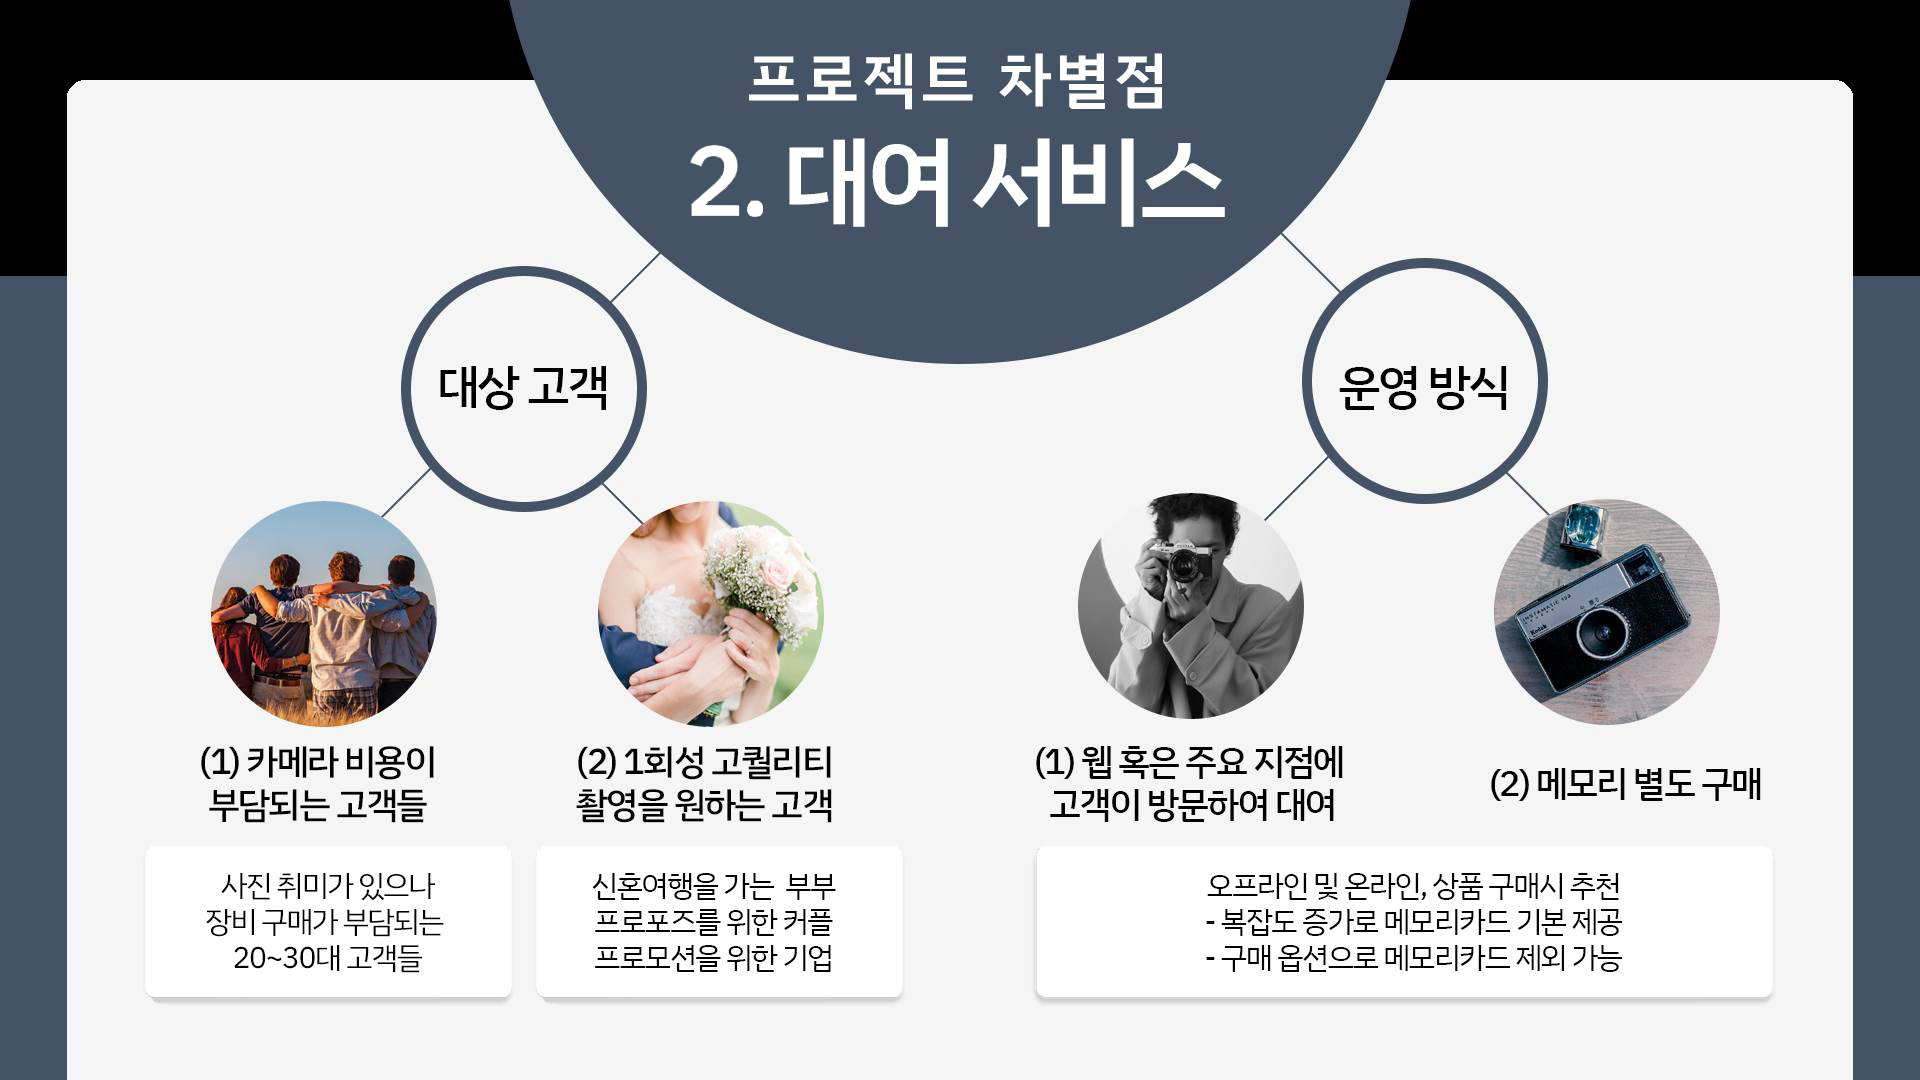 프로젝트 차별점
2. 대여 서비스
대상 고객
(1) 카메라 비용이
부담되는 고객들
사진 취미가 있으나
장비 구매가 부담되는
20~30대 고객들
(2) 1회성 고퀄리티
촬영을 원하는 고객
신혼여행을 가는 부부
프로포즈를 위한 커플
프로모션을 위한 기업
운영 방식
(1) 웹 혹은 주요 지점에
고객이 방문하여 대여
(2) 메모리 별도 구매
INSTAMATIC 100
Kodak
오프라인 및 온라인, 상품 구매시 추천
- 복잡도 증가로 메모리카드 기본 제공
- 구매 옵션으로 메모리카드 제외 가능